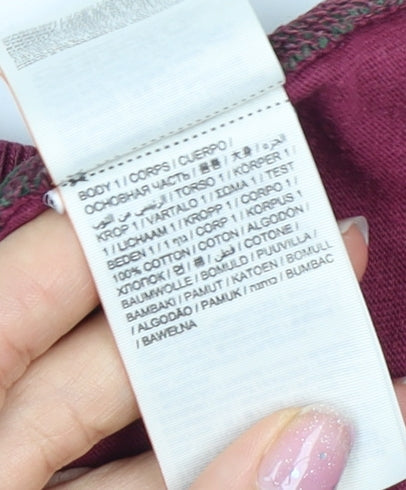 BODY 1 / CORPS / CUERPO /
ОСНОВНАЯ ЧАСТЬ / 大身 / الجزء
الرئيسي من الثوب / TORSO 1 / KÖRPER 1 /
KROP 1 / VARTALO 1 / ΣΩΜΑ 1 / TEST
1 / LICHAAM 1 / KROPP 1 / CORPO 1 /
BEDEN 1 / גוף 1 / CORP 1 / KORPUS 1
100% COTTON / COTON / ALGODÓN /
ХЛОПОК / 면 / 棉 / قطن / COTONE /
BAUMWOLLE / BOMULD / PUUVILLA /
BAMBAKI / PAMUT / KATOEN / BOMULL
/ ALGODÃO / PAMUK / כותנה / BUMBAC
/ BAWEŁNA